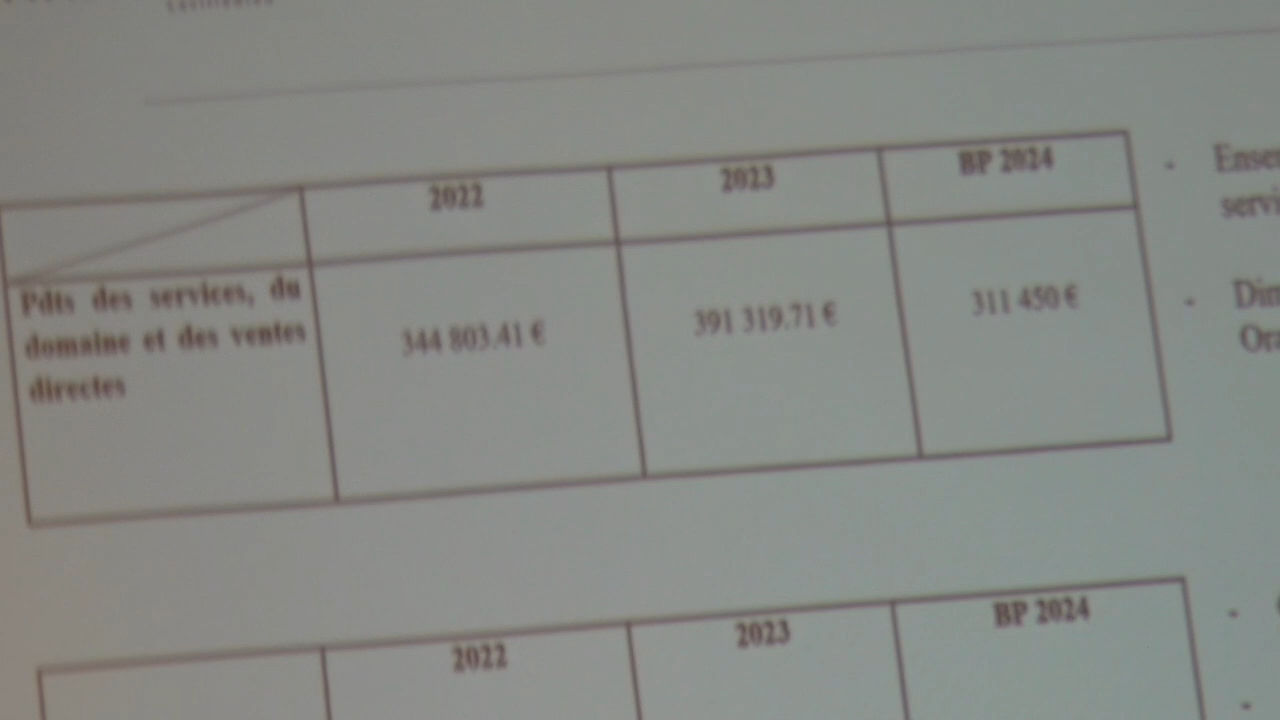 2022 2023 BP 2024
Pdts des services, du
domaine et des ventes
directes
344 803.41 € 391 319.71 € 311 450 €
2022 2023 BP 2024